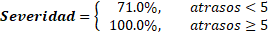 Severidad = { 71.0%, atrasos < 5
100.0%, atrasos ≥ 5